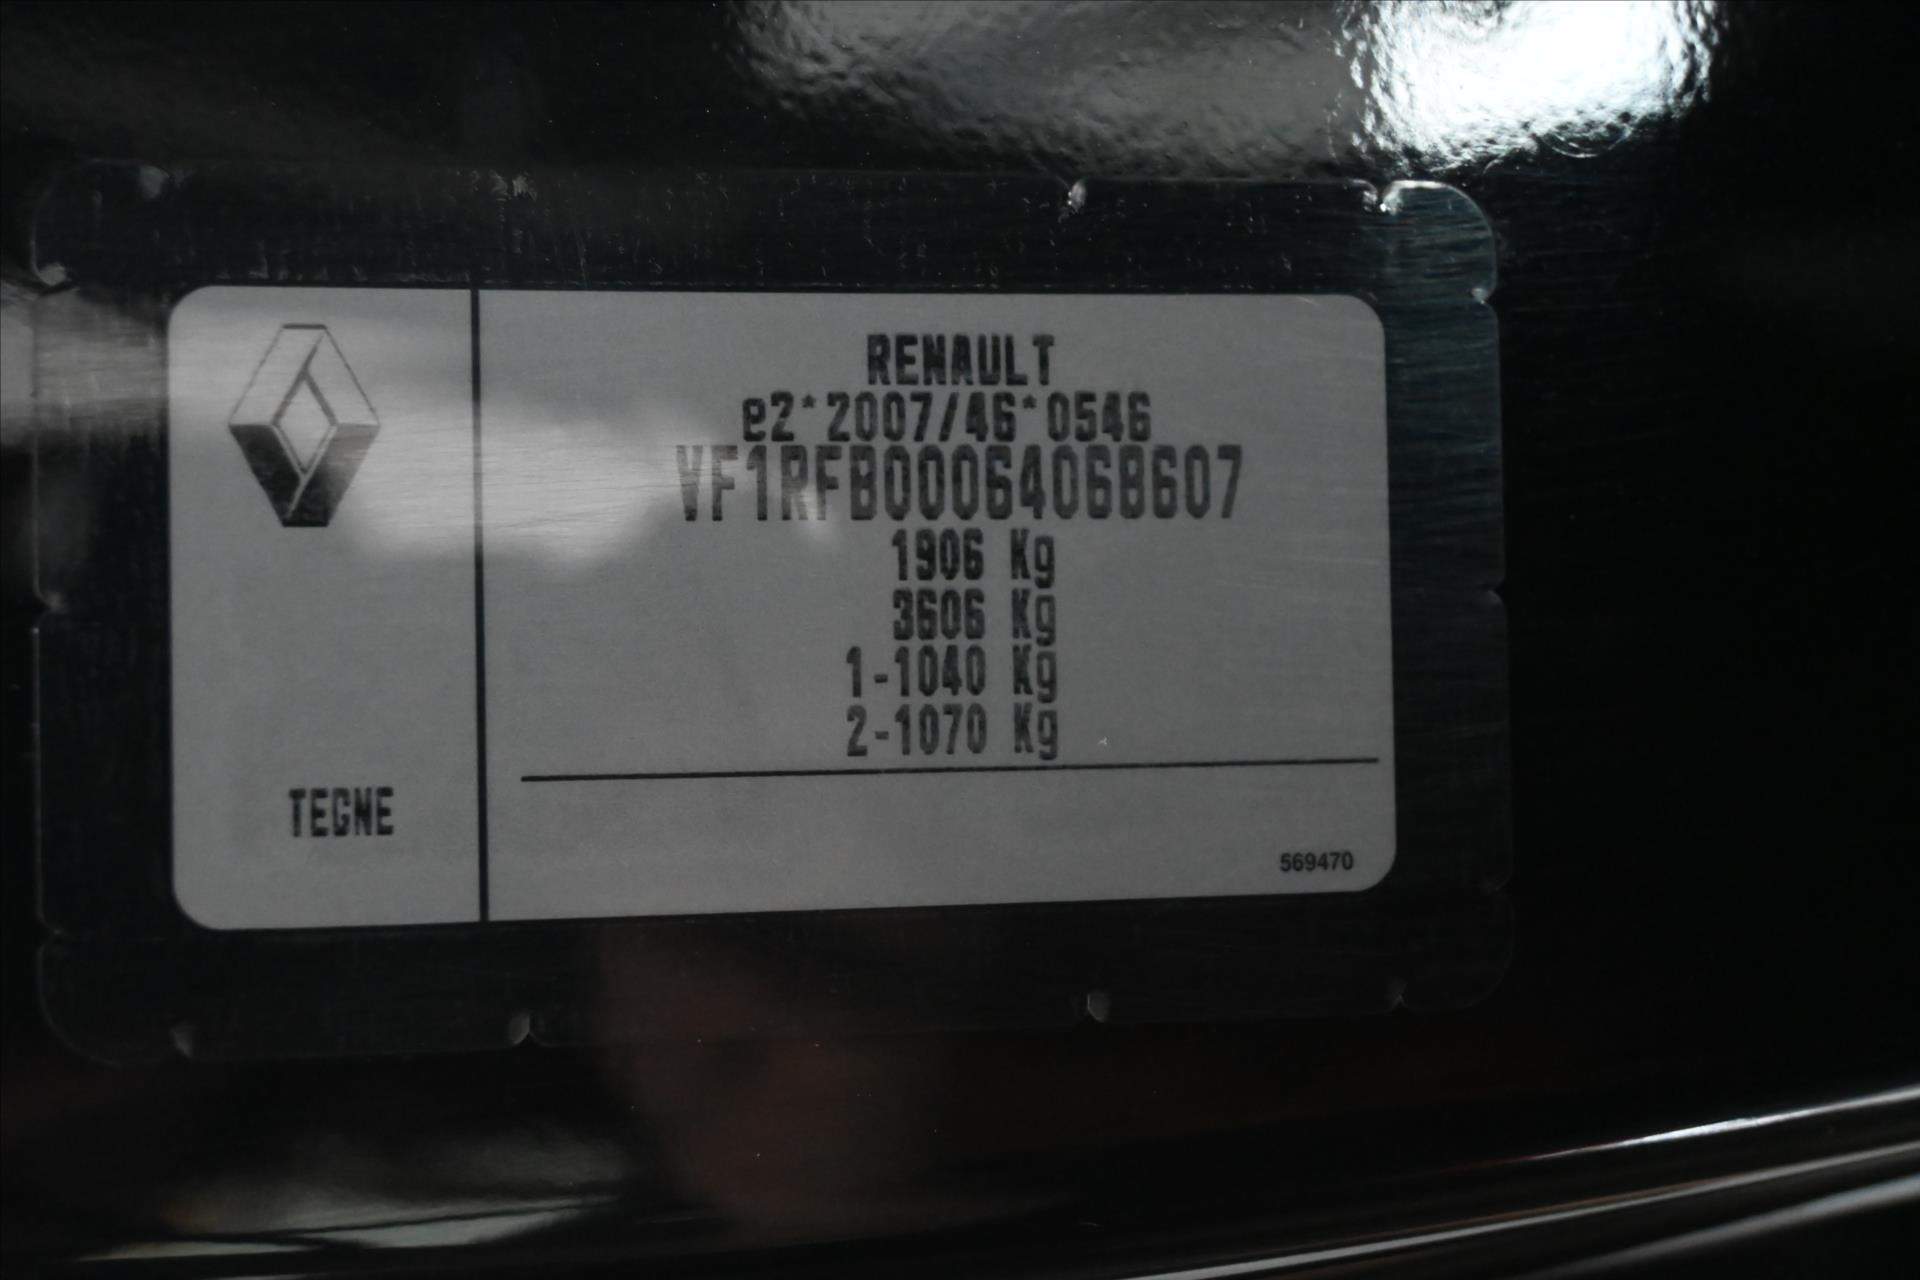 RENAULT
e2*2007/46*0546
VF1RFB00064068607
1906 Kg
3606 Kg
1-1040 Kg
2-1070 Kg
TEGNE
569470